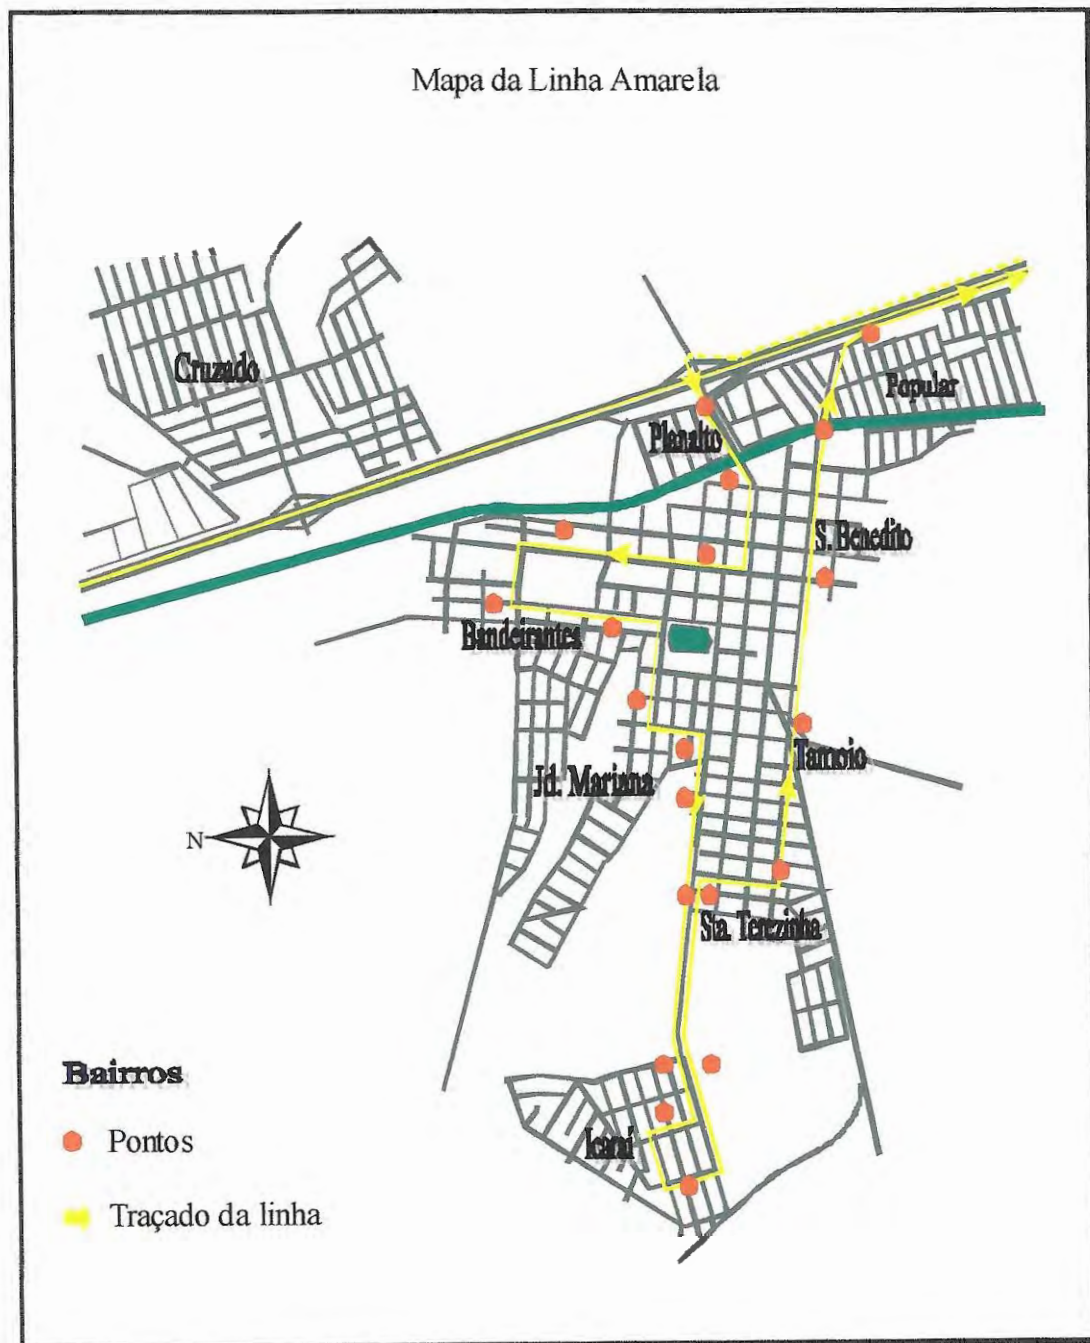 Mapa da Linha Amarela
Cruzado
Popular
Planalto
S. Benedito
Bandeirantes
Tamoio
Jd. Mariana
N
Sta. Terezinha
Bairros
Icaraí
Pontos
Traçado da linha